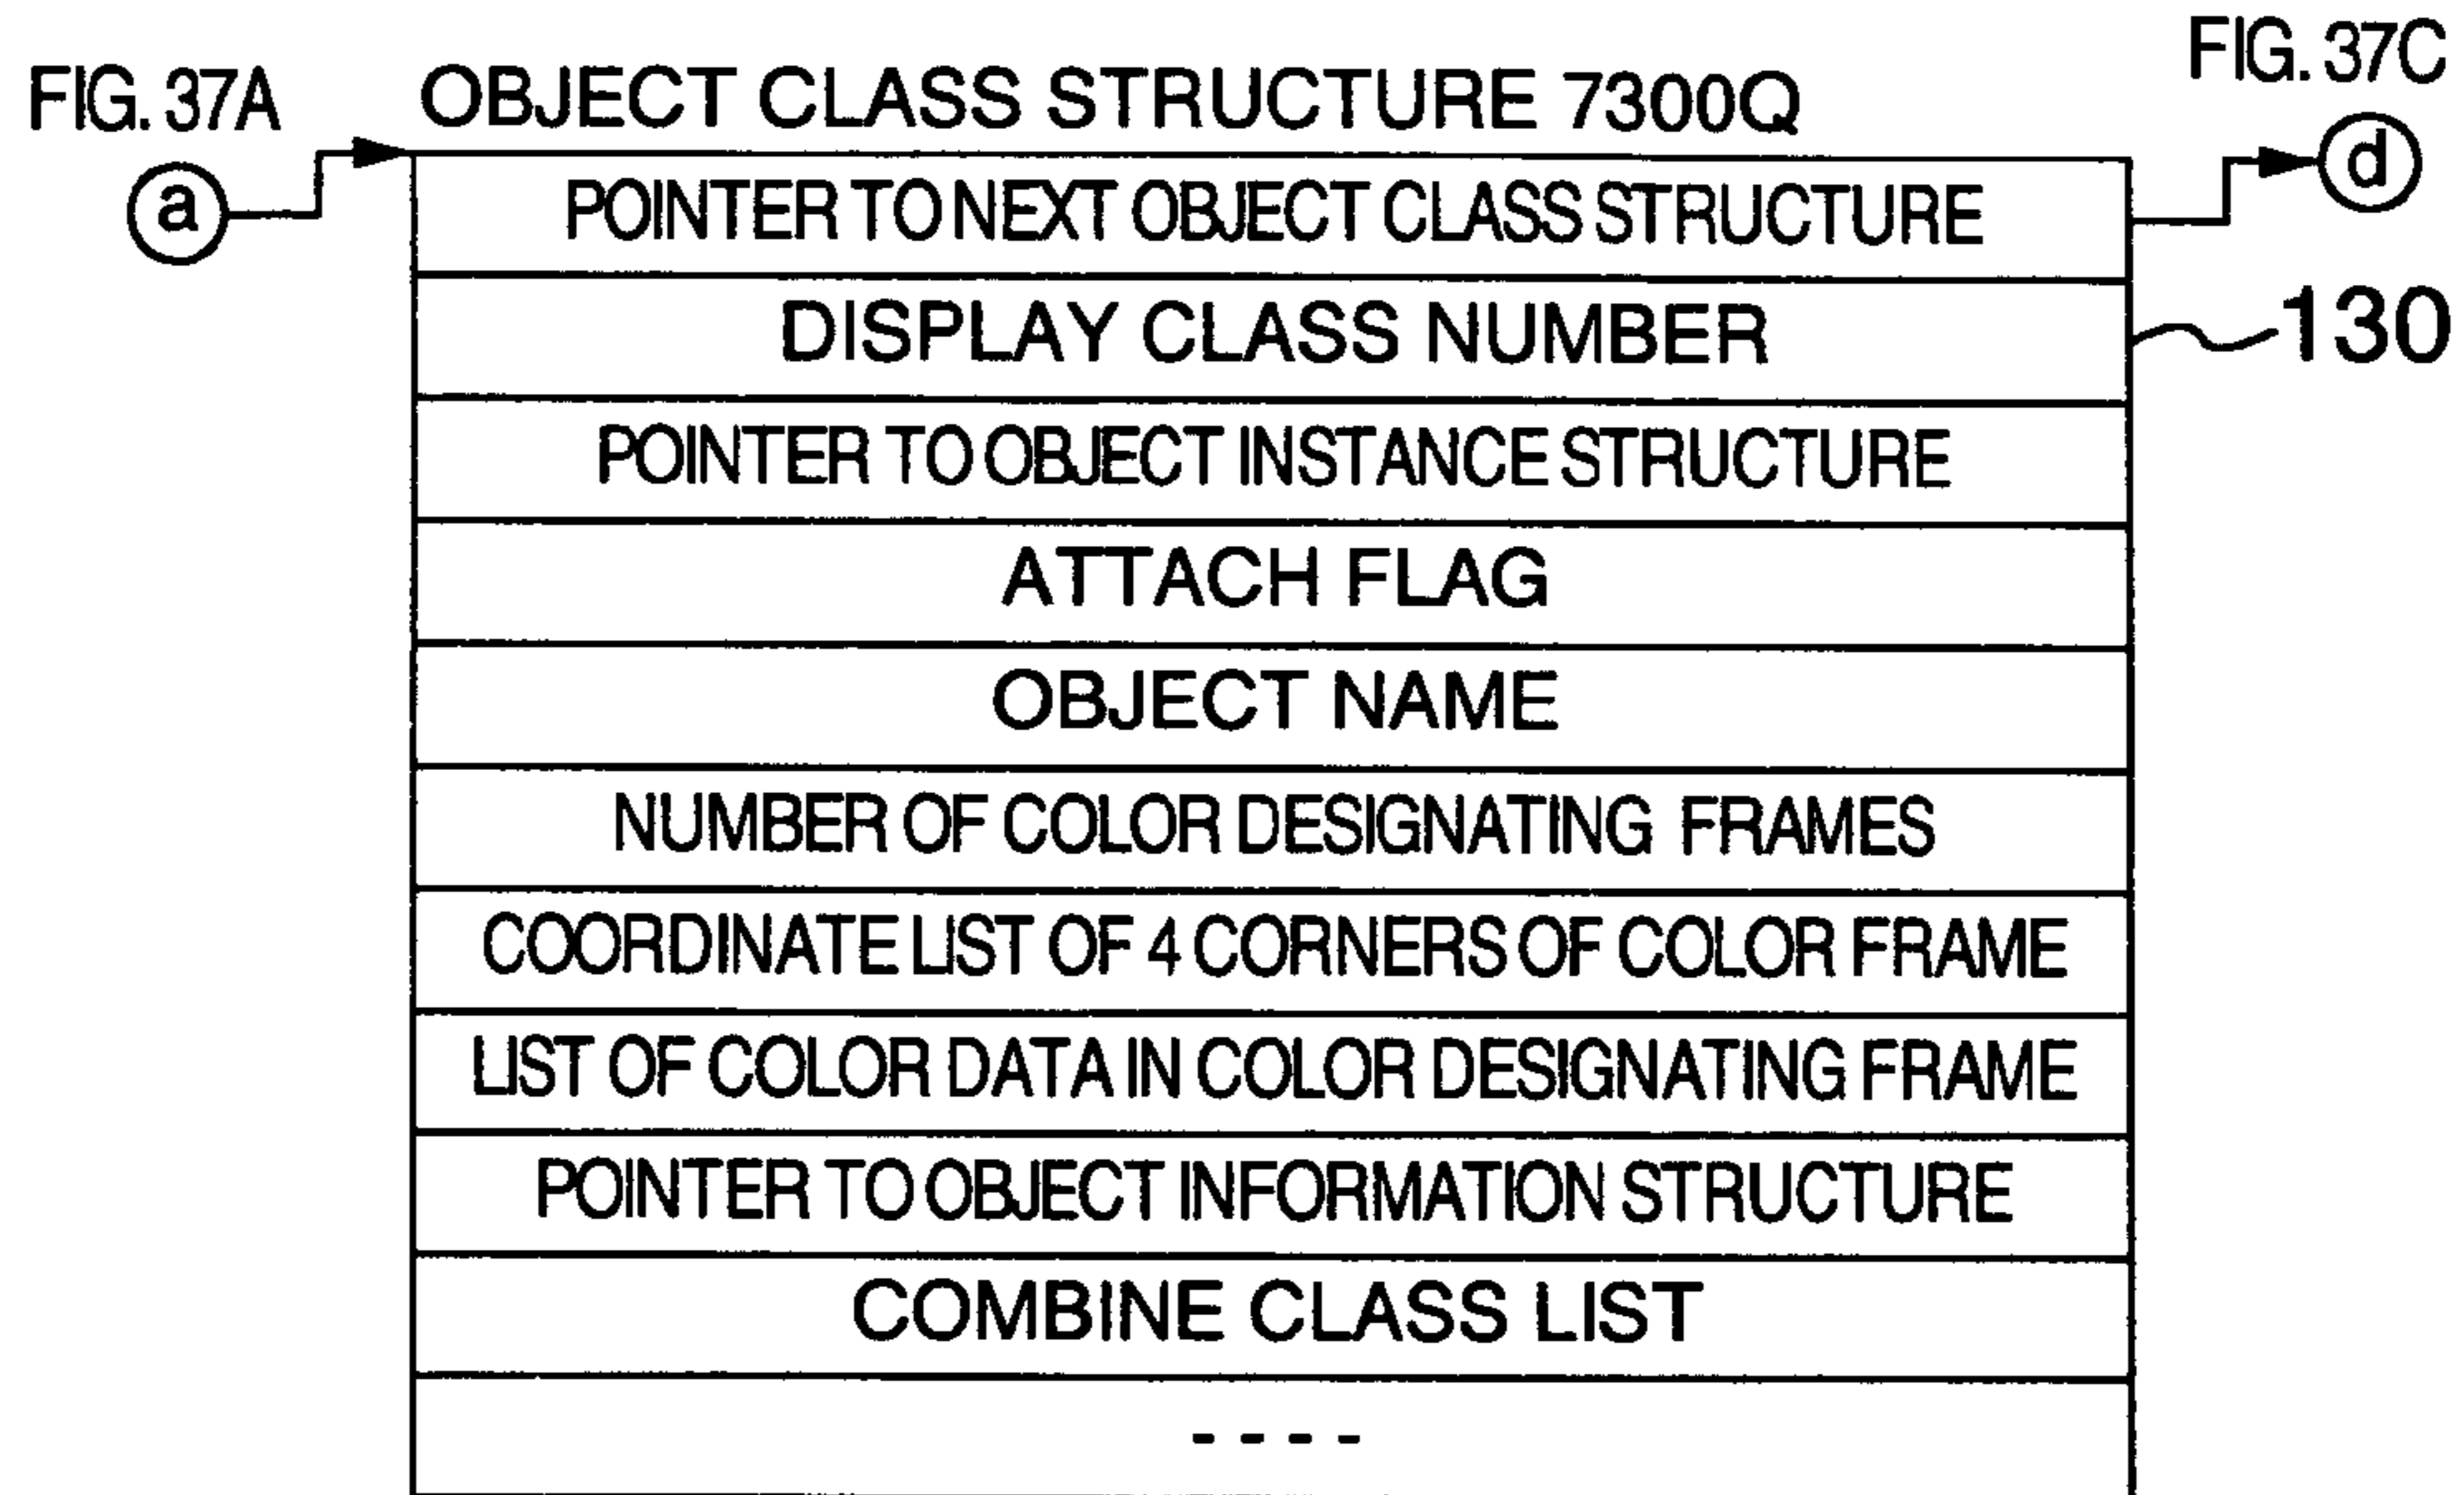 FIG. 37A
OBJECT CLASS STRUCTURE 7300Q
FIG. 37C
a
d
POINTER TO NEXT OBJECT CLASS STRUCTURE
DISPLAY CLASS NUMBER
130
POINTER TO OBJECT INSTANCE STRUCTURE
ATTACH FLAG
OBJECT NAME
NUMBER OF COLOR DESIGNATING FRAMES
COORDINATE LIST OF 4 CORNERS OF COLOR FRAME
LIST OF COLOR DATA IN COLOR DESIGNATING FRAME
POINTER TO OBJECT INFORMATION STRUCTURE
COMBINE CLASS LIST
----